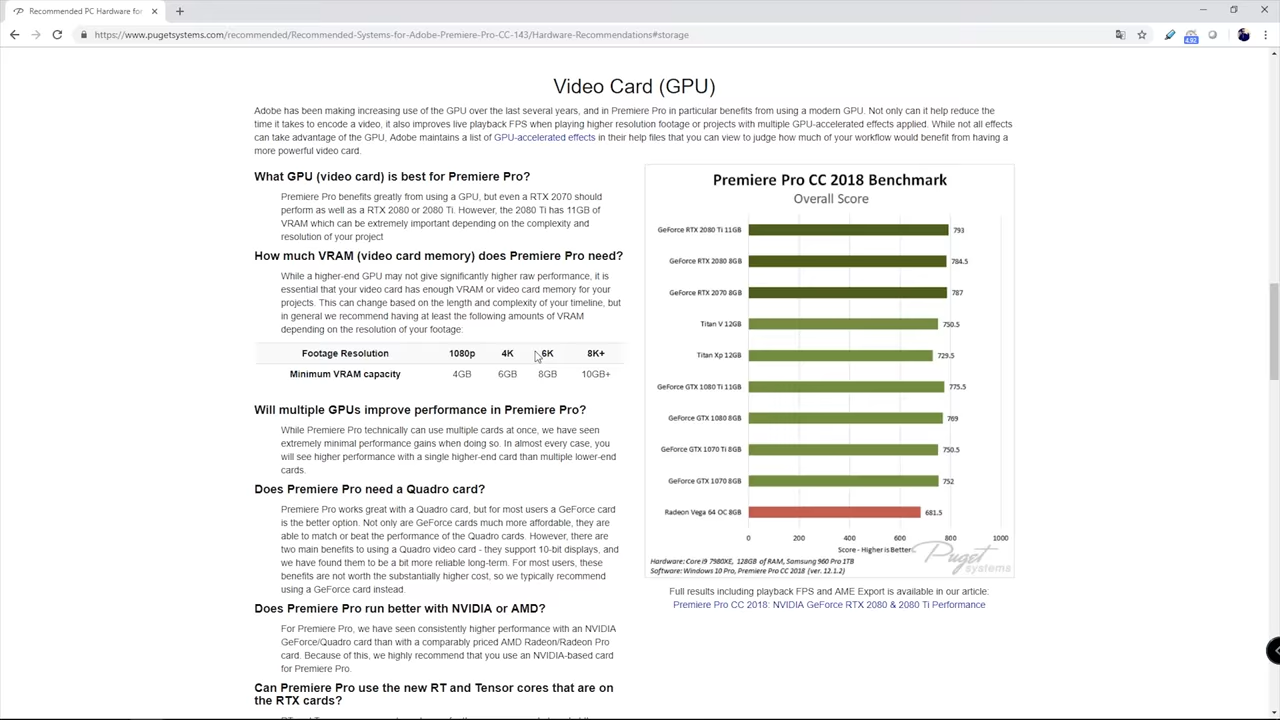 Recommended PC Hardware for
https://www.pugetsystems.com/recommended/Recommended-Systems-for-Adobe-Premiere-Pro-CC-143/Hardware-Recommendations#storage
4.92
Video Card (GPU)
Adobe has been making increasing use of the GPU over the last several years, and in Premiere Pro in particular benefits from using a modern GPU. Not only can it help reduce the
time it takes to encode a video, it also improves live playback FPS when playing higher resolution footage or projects with multiple GPU-accelerated effects applied. While not all effects
can take advantage of the GPU, Adobe maintains a list of GPU-accelerated effects in their help files that you can view to judge how much of your workflow would benefit from having a
more powerful video card.
What GPU (video card) is best for Premiere Pro?
Premiere Pro benefits greatly from using a GPU, but even a RTX 2070 should
perform as well as a RTX 2080 or 2080 Ti. However, the 2080 Ti has 11GB of
VRAM which can be extremely important depending on the complexity and
resolution of your project
How much VRAM (video card memory) does Premiere Pro need?
While a higher-end GPU may not give significantly higher raw performance, it is
essential that your video card has enough VRAM or video card memory for your
projects. This can change based on the length and complexity of your timeline, but
in general we recommend having at least the following amounts of VRAM
depending on the resolution of your footage:
Footage Resolution 1080p 4K 6K 8K+
Minimum VRAM capacity 4GB 6GB 8GB 10GB+
Will multiple GPUs improve performance in Premiere Pro?
While Premiere Pro technically can use multiple cards at once, we have seen
extremely minimal performance gains when doing so. In almost every case, you
will see higher performance with a single higher-end card than multiple lower-end
cards.
Does Premiere Pro need a Quadro card?
Premiere Pro works great with a Quadro card, but for most users a GeForce card
is the better option. Not only are GeForce cards much more affordable, they are
able to match or beat the performance of the Quadro cards. However, there are
two main benefits to using a Quadro video card - they support 10-bit displays, and
we have found them to be a bit more reliable long-term. For most users, these
benefits are not worth the substantially higher cost, so we typically recommend
using a GeForce card instead.
Does Premiere Pro run better with NVIDIA or AMD?
For Premiere Pro, we have seen consistently higher performance with an NVIDIA
GeForce/Quadro card than with a comparably priced AMD Radeon/Radeon Pro
card. Because of this, we highly recommend that you use an NVIDIA-based card
for Premiere Pro.
Can Premiere Pro use the new RT and Tensor cores that are on
the RTX cards?
Premiere Pro CC 2018 Benchmark
Overall Score
GeForce RTX 2080 Ti 11GB 793
GeForce RTX 2080 8GB 784.5
GeForce RTX 2070 8GB 787
Titan V 12GB 750.5
Titan Xp 12GB 729.5
GeForce GTX 1080 Ti 11GB 775.5
GeForce GTX 1080 8GB 769
GeForce GTX 1070 Ti 8GB 750.5
GeForce GTX 1070 8GB 752
Radeon Vega 64 OC 8GB 681.5
0 200 400 600 800 1000
Score - Higher is Better
Puget systems
Hardware: Core i9 7980XE, 128GB of RAM, Samsung 960 Pro 1TB
Software: Windows 10 Pro, Premiere Pro CC 2018 (ver. 12.1.2)
Full results including playback FPS and AME Export is available in our article:
Premiere Pro CC 2018: NVIDIA GeForce RTX 2080 & 2080 Ti Performance